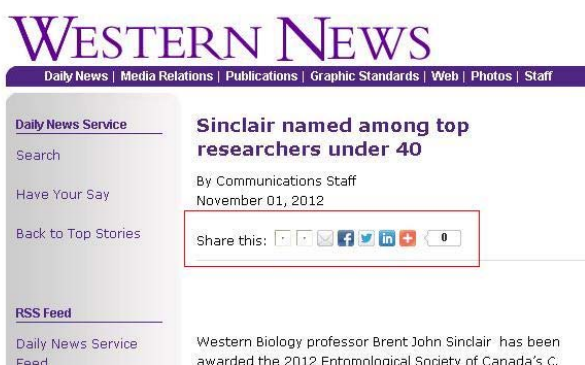 WESTERN NEWS
Daily News | Media Relations | Publications | Graphic Standards | Web | Photos | Staff
Daily News Service
Search
Have Your Say
Back to Top Stories
RSS Feed
Daily News Service
Feed
Sinclair named among top
researchers under 40
By Communications Staff
November 01, 2012
Share this: 0
Western Biology professor Brent John Sinclair has been
awarded the 2012 Entomological Society of Canada's C.